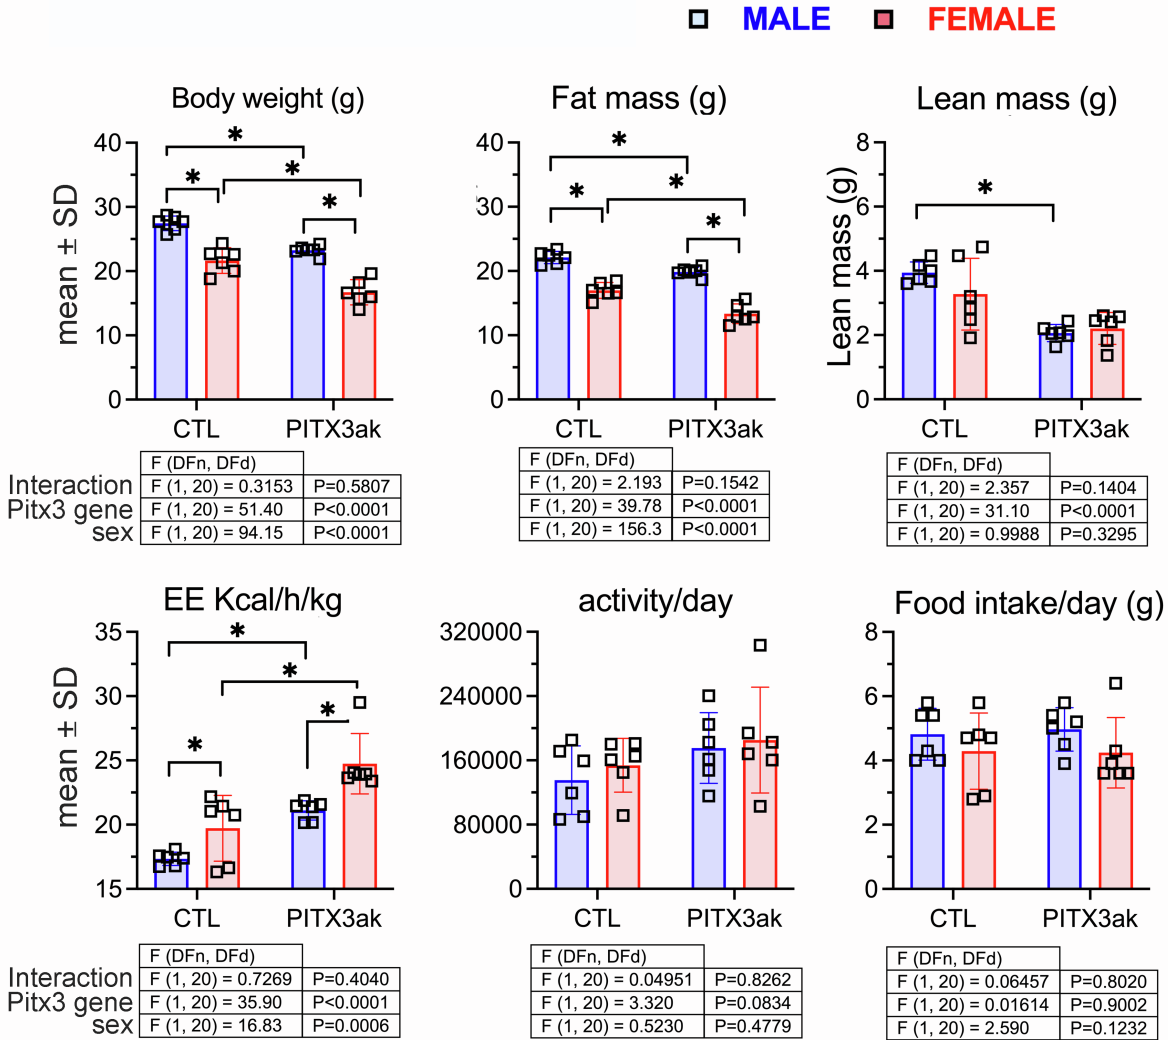 MALE FEMALE
Body weight (g)
mean ± SD
40
30
20
10
0
*
*
*
*
CTL PITX3ak
F (DFn, DFd)
Interaction F (1, 20) = 0.3153 P=0.5807
Pitx3 gene F (1, 20) = 51.40 P<0.0001
sex F (1, 20) = 94.15 P<0.0001
Fat mass (g)
40
30
20
10
0
*
*
*
*
CTL PITX3ak
F (DFn, DFd)
F (1, 20) = 2.193 P=0.1542
F (1, 20) = 39.78 P<0.0001
F (1, 20) = 156.3 P<0.0001
Lean mass (g)
Lean mass (g)
8
6
4
2
0
*
CTL PITX3ak
F (DFn, DFd)
F (1, 20) = 2.357 P=0.1404
F (1, 20) = 31.10 P<0.0001
F (1, 20) = 0.9988 P=0.3295
EE Kcal/h/kg
mean ± SD
35
30
25
20
15
*
*
*
*
CTL PITX3ak
F (DFn, DFd)
Interaction F (1, 20) = 0.7269 P=0.4040
Pitx3 gene F (1, 20) = 35.90 P<0.0001
sex F (1, 20) = 16.83 P=0.0006
activity/day
320000
240000
160000
80000
0
CTL PITX3ak
F (DFn, DFd)
F (1, 20) = 0.04951 P=0.8262
F (1, 20) = 3.320 P=0.0834
F (1, 20) = 0.5230 P=0.4779
Food intake/day (g)
8
6
4
2
0
CTL PITX3ak
F (DFn, DFd)
F (1, 20) = 0.06457 P=0.8020
F (1, 20) = 0.01614 P=0.9002
F (1, 20) = 2.590 P=0.1232